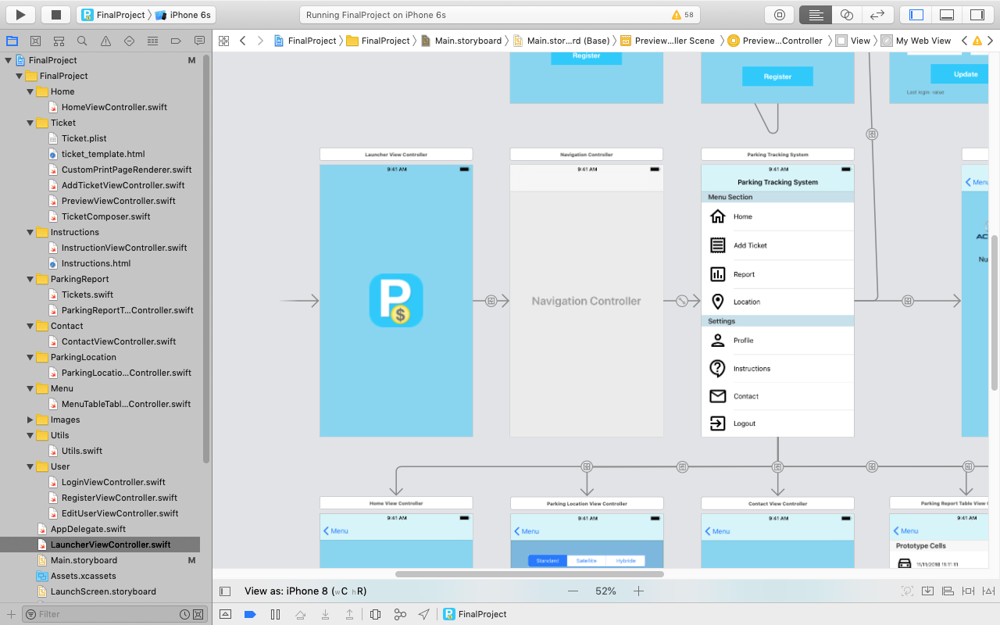 FinalProject
iPhone 6s
Running FinalProject on iPhone 6s
58
FinalProject
FinalProject
Main.storyboard
Main.stor...rd (Base)
Preview...ller Scene
Preview...Controller
View
My Web View
FinalProject
M
FinalProject
Home
HomeViewController.swift
Ticket
Ticket.plist
ticket_template.html
CustomPrintPageRenderer.swift
AddTicketViewController.swift
PreviewViewController.swift
TicketComposer.swift
Instructions
InstructionViewController.swift
Instructions.html
ParkingReport
Tickets.swift
ParkingReportT...Controller.swift
Contact
ContactViewController.swift
ParkingLocation
ParkingLocatio...Controller.swift
Menu
MenuTableTabl...Controller.swift
Images
Utils
Utils.swift
User
LoginViewController.swift
RegisterViewController.swift
EditUserViewController.swift
AppDelegate.swift
LauncherViewController.swift
Main.storyboard
M
Assets.xcassets
LaunchScreen.storyboard
Filter
Register
Register
Update
Last login: value
Launcher View Controller
9:41 AM
P
$
Navigation Controller
9:41 AM
Navigation Controller
Parking Tracking System
9:41 AM
Parking Tracking System
Menu Section
Home
Add Ticket
Report
Location
Settings
Profile
Instructions
Contact
Logout
Menu
AC
Nu
Home View Controller
9:41 AM
Menu
Parking Location View Controller
9:41 AM
Menu
Standard
Satellite
Hybride
Contact View Controller
9:41 AM
Menu
Parking Report Table View C
9:41 AM
Menu
Prototype Cells
11/11/2018 11:11:11
View as: iPhone 8 (wC hR)
52%
FinalProject